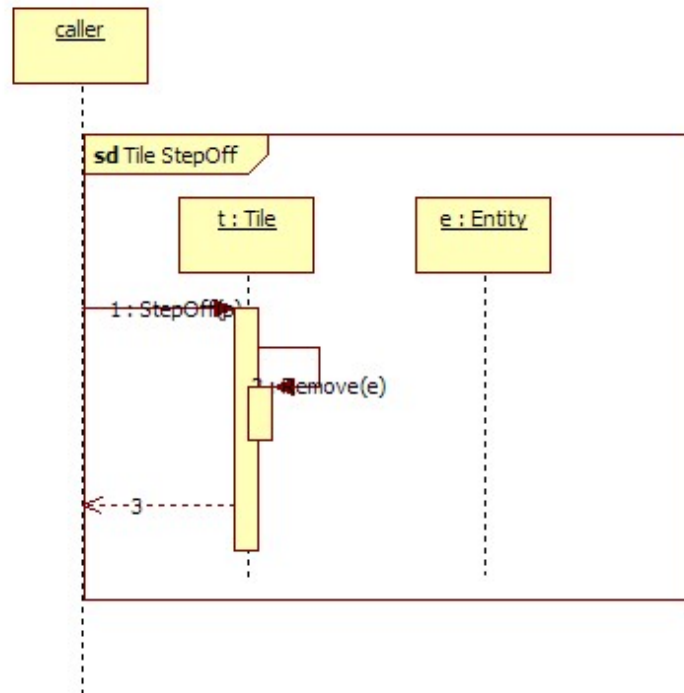 caller
sd Tile StepOff
t : Tile
e : Entity
1 : StepOff(
Remove(e)
3